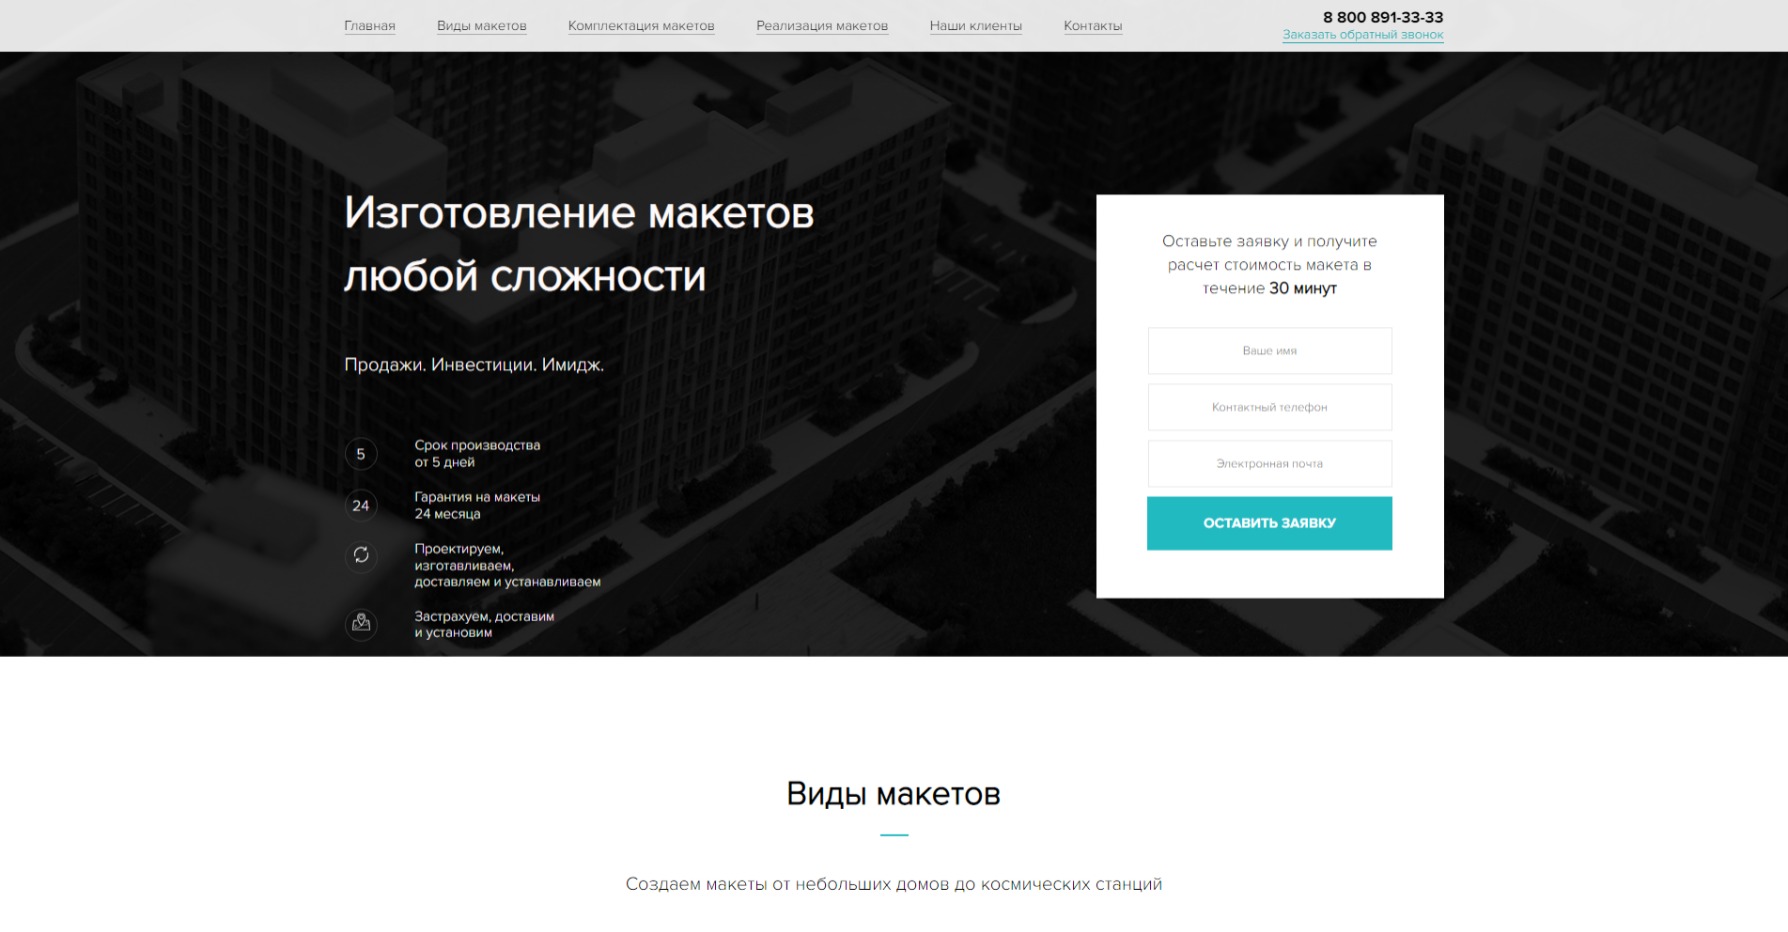 Главная
Виды макетов
Комплектация макетов
Реализация макетов
Наши клиенты
Контакты
8 800 891-33-33
Заказать обратный звонок
Изготовление макетов
любой сложности
Продажи. Инвестиции. Имидж.
5
Срок производства
от 5 дней
24
Гарантия на макеты
24 месяца
Проектируем,
изготавливаем,
доставляем и устанавливаем
Застрахуем, доставим
и установим
Оставьте заявку и получите
расчет стоимость макета в
течение 30 минут
Ваше имя
Контактный телефон
Электронная почта
ОСТАВИТЬ ЗАЯВКУ
Виды макетов
Создаем макеты от небольших домов до космических станций